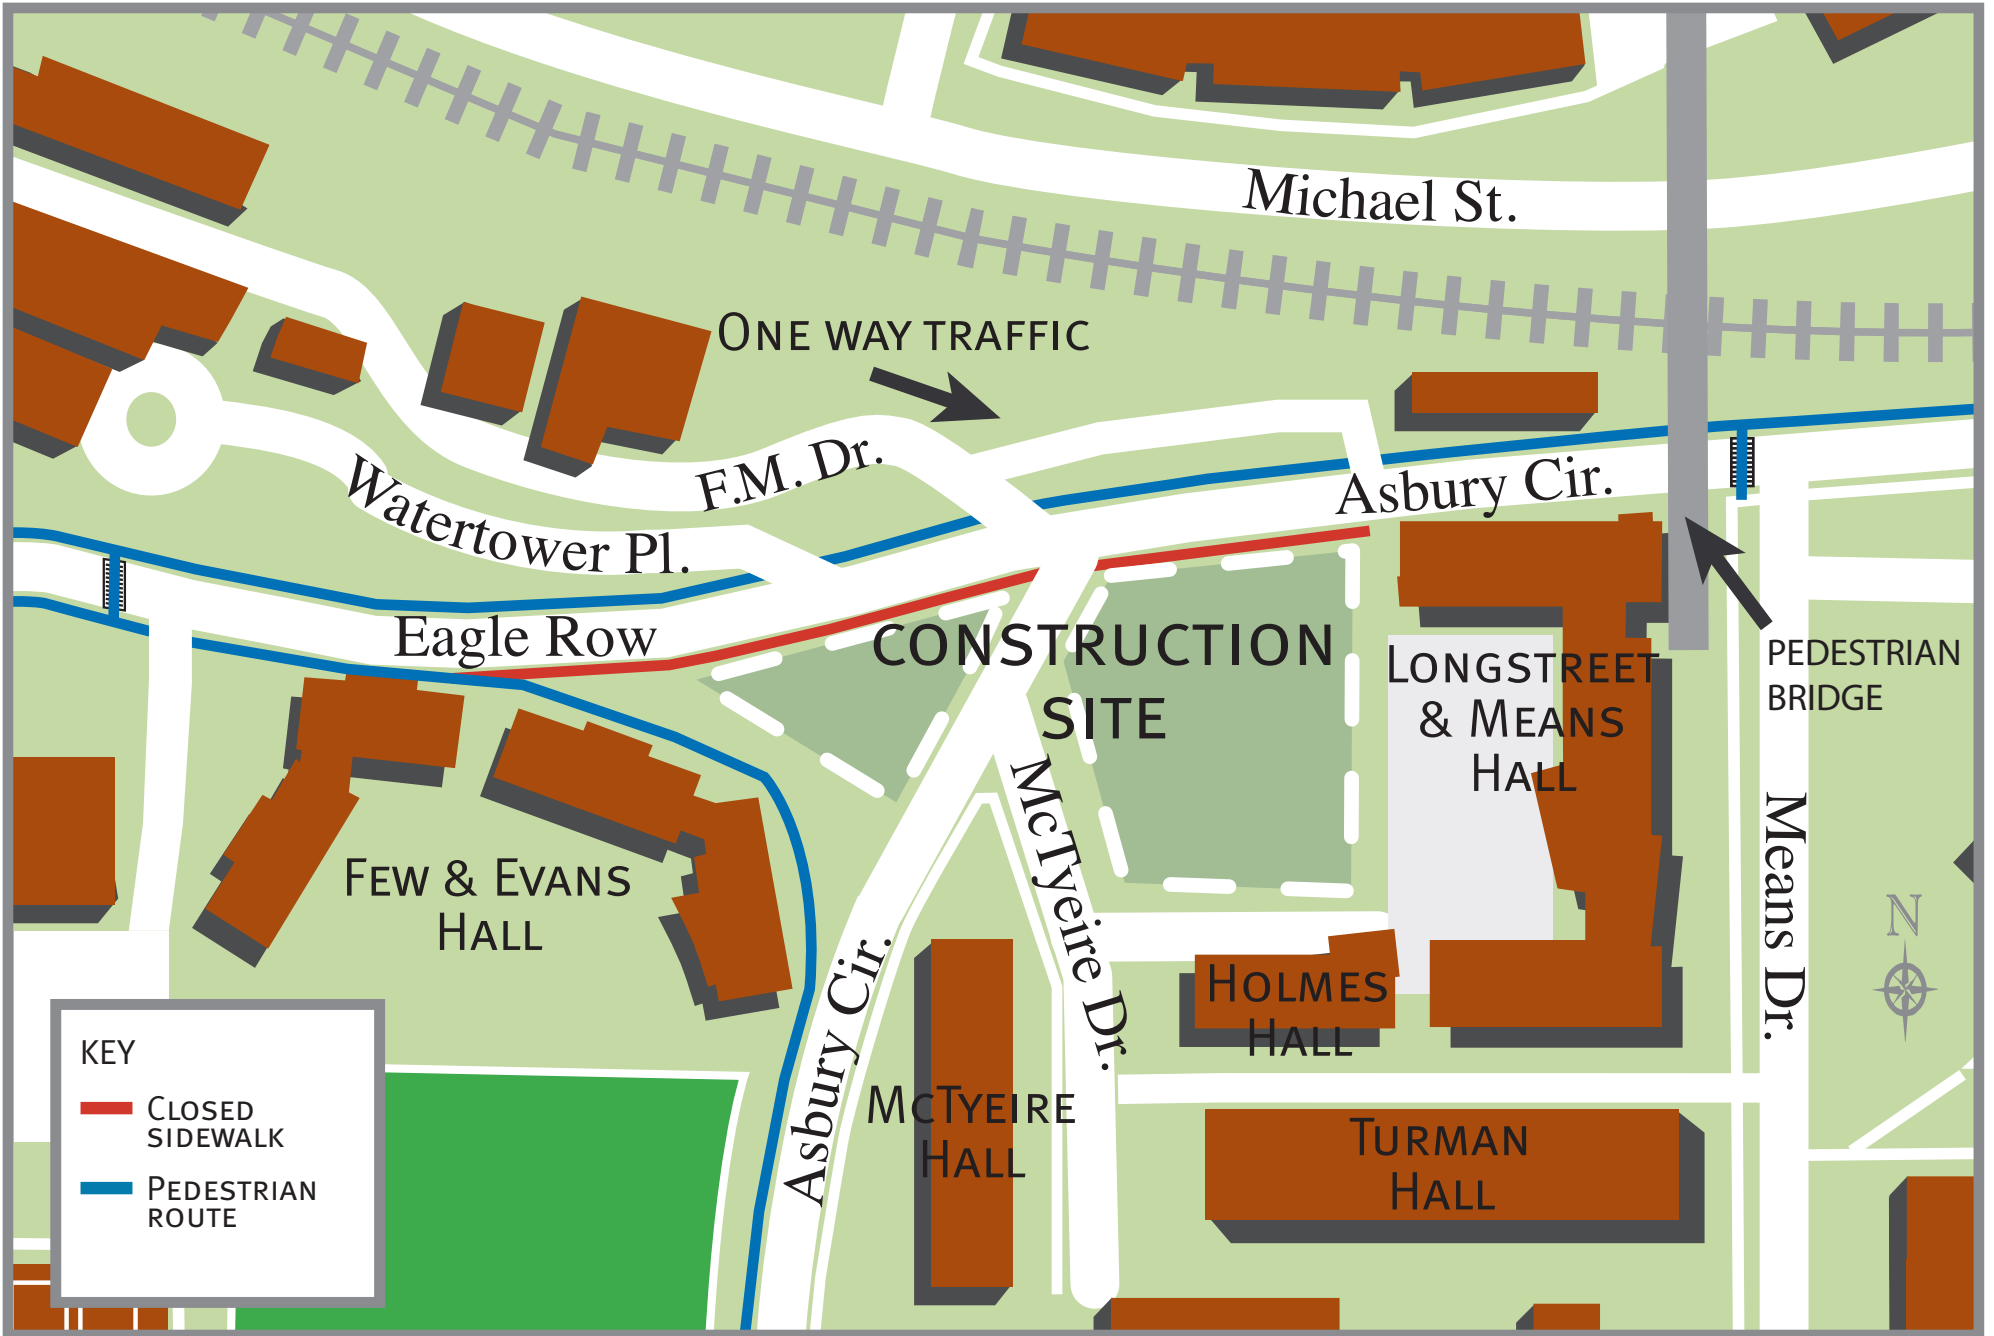 Michael St.
ONE WAY TRAFFIC
F.M. Dr.
Watertower Pl.
Asbury Cir.
Eagle Row
CONSTRUCTION
SITE
LONGSTREET
& MEANS
HALL
PEDESTRIAN
BRIDGE
McTyeire Dr.
Means Dr.
FEW & EVANS
HALL
N
Asbury Cir.
HOLMES
HALL
McTYEIRE
HALL
TURMAN
HALL
KEY
CLOSED
SIDEWALK
PEDESTRIAN
ROUTE